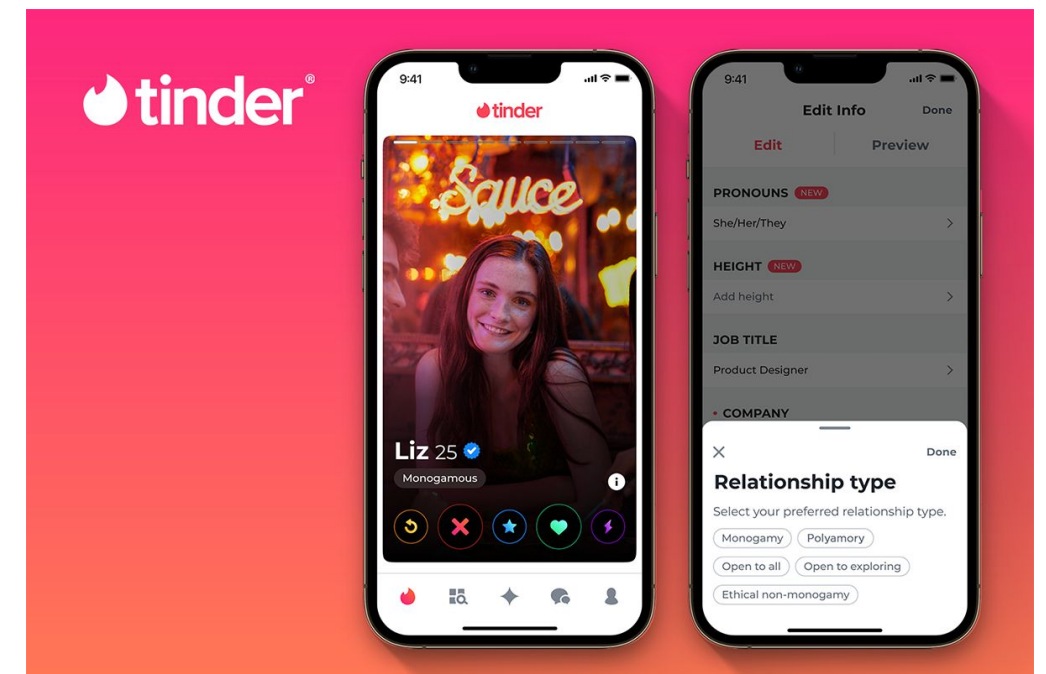 tinder®
9:41
tinder
Sauce
Liz 25
Monogamous
9:41
Edit Info
Done
Edit
Preview
PRONOUNS NEW
She/Her/They
HEIGHT NEW
Add height
JOB TITLE
Product Designer
• COMPANY
Done
Relationship type
Select your preferred relationship type.
Monogamy
Polyamory
Open to all
Open to exploring
Ethical non-monogamy